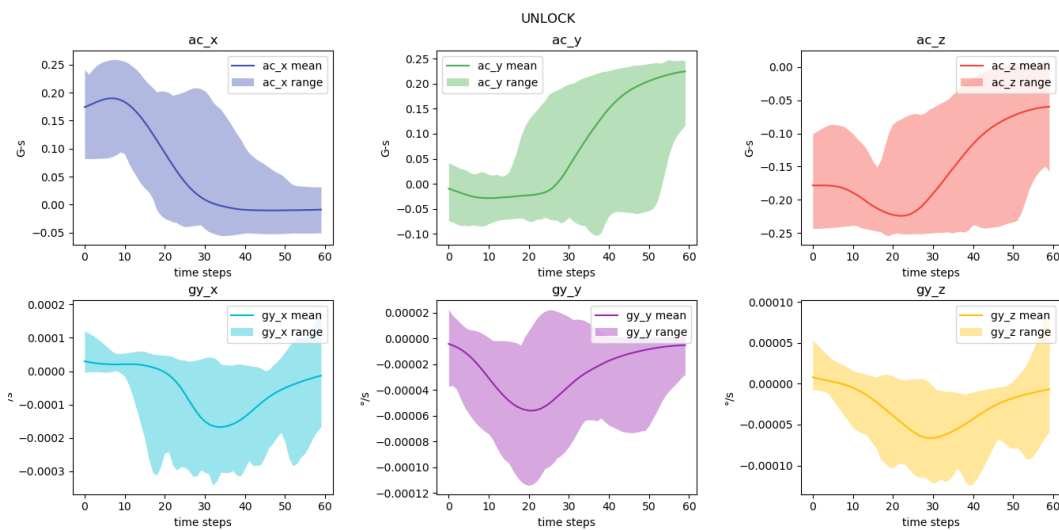 UNLOCK
ac_x
ac_y
ac_z
0.25
0.20
0.15
0.10
0.05
0.00
−0.05
G-s
ac_x mean
ac_x range
0 10 20 30 40 50 60
time steps
0.25
0.20
0.15
0.10
0.05
0.00
−0.05
−0.10
G-s
ac_y mean
ac_y range
0 10 20 30 40 50 60
time steps
0.00
−0.05
−0.10
−0.15
−0.20
−0.25
G-s
ac_z mean
ac_z range
0 10 20 30 40 50 60
time steps
gy_x
gy_y
gy_z
0.0002
0.0001
0.0000
−0.0001
−0.0002
−0.0003
/s
gy_x mean
gy_x range
0 10 20 30 40 50 60
time steps
0.00002
0.00000
−0.00002
−0.00004
−0.00006
−0.00008
−0.00010
−0.00012
°/s
gy_y mean
gy_y range
0 10 20 30 40 50 60
time steps
0.00010
0.00005
0.00000
−0.00005
−0.00010
°/s
gy_z mean
gy_z range
0 10 20 30 40 50 60
time steps